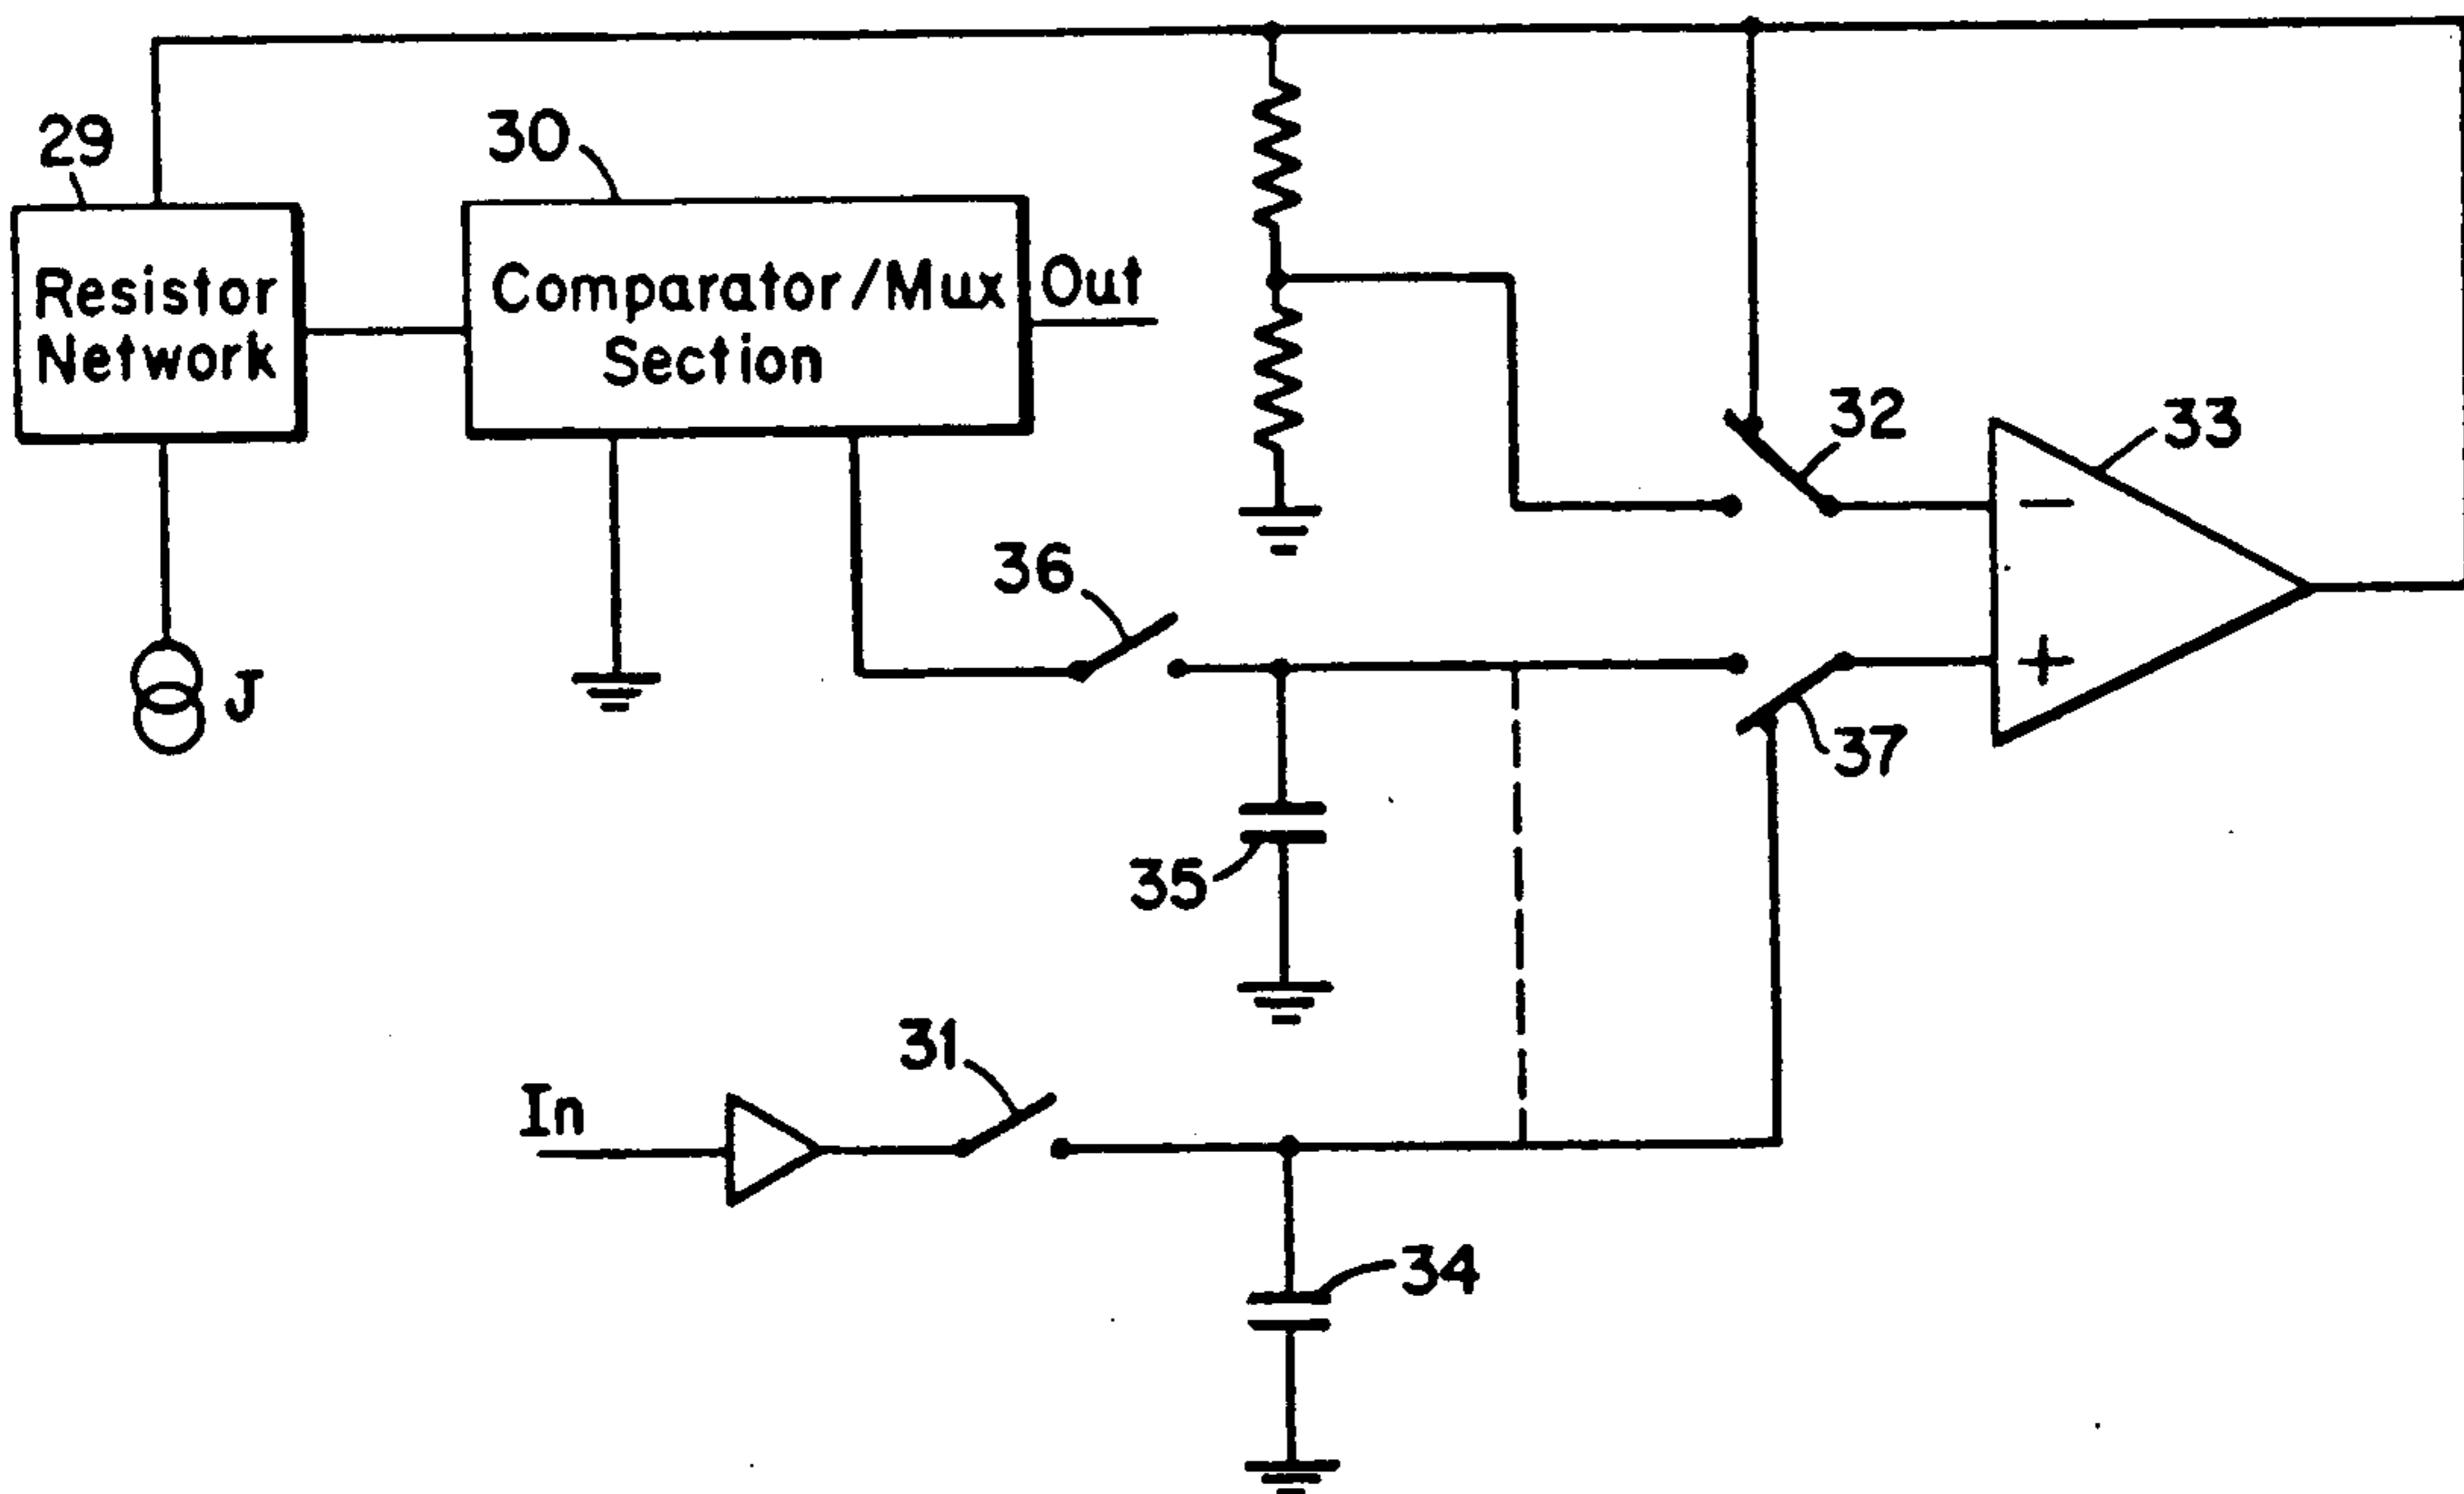 29
30
Resistor
Network
Comparator/Mux
Section
Out
32
33
−
36
J
+
37
35
31
In
34